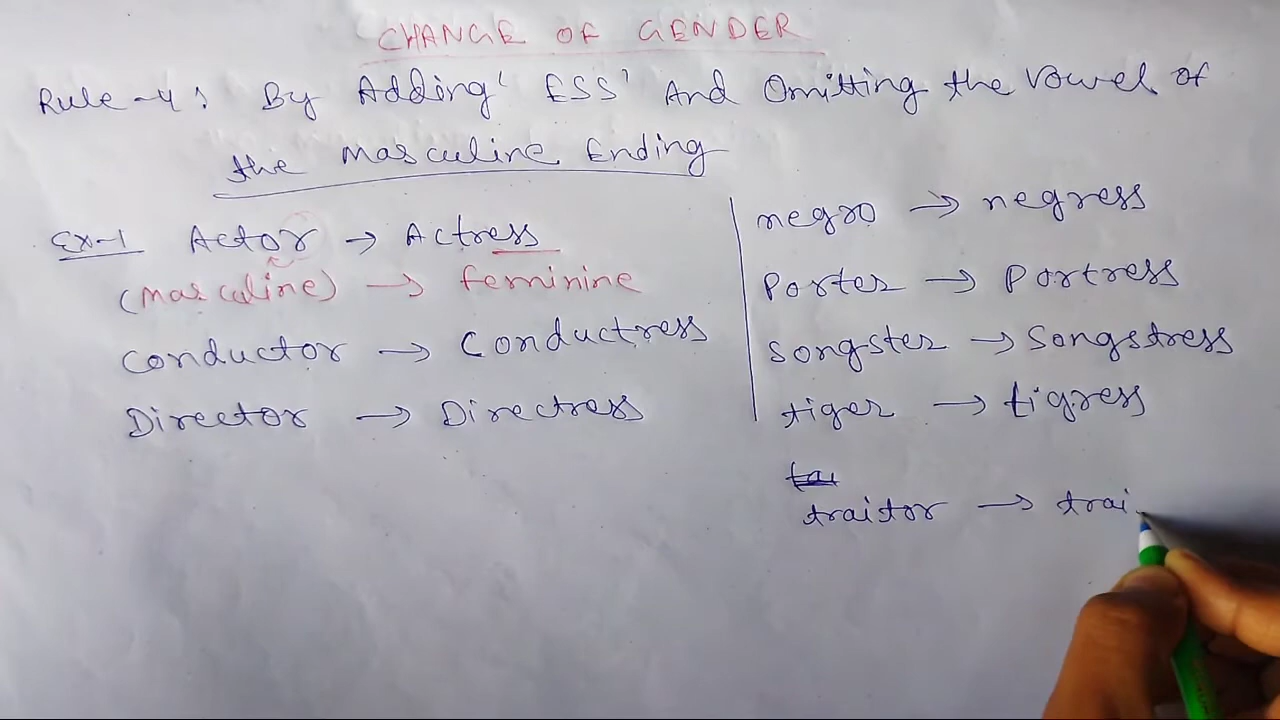 CHANGE OF GENDER
Rule-4: By Adding 'ESS' And Omitting the Vowel of
the Masculine Ending
Ex-1 Actor → Actress
(Masculine) → feminine
Conductor → Conductress
Director → Directress
negro → negress
Porter → Portress
Songster → Songstress
tiger → tigress
traitor → trai